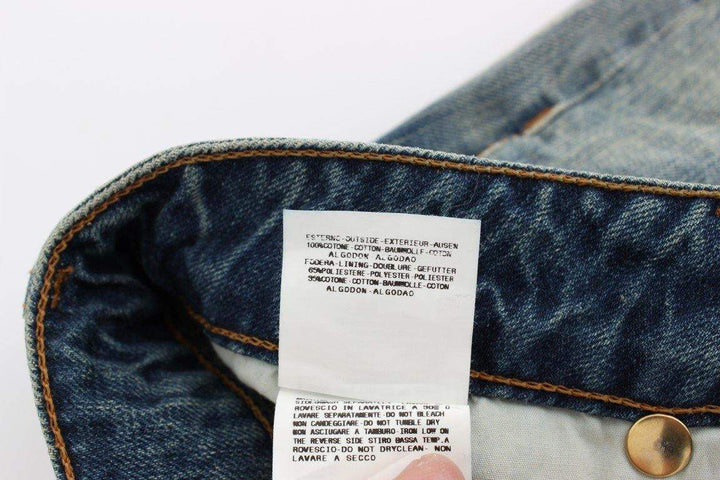 ESTERNO-OUTSIDE-EXTERIEUR-AUSEN
100%COTONE-COTTON-BAUMWOLLE-COTON
ALGODON-ALGODAO
FODERA-LINING-DOUBLURE-GEFUTTER
65%POLIESTERE-POLYESTER-POLIESTER
35%COTONE-COTTON-BAUMWOLLE-COTON
ALGODON-ALGODAO
ROVESCIO IN LAVATRICE A 30G O
LAVARE SEPARATAMENTE-DO NOT BLEACH
NON CANDEGGIARE-DO NOT TUMBLE DRY
NON ASCIUGARE A TAMBURO-IRON LOW ON
THE REVERSE SIDE STIRO BASSA TEMP.A
ROVESCIO-DO NOT DRYCLEAN- NON
LAVARE A SECCO